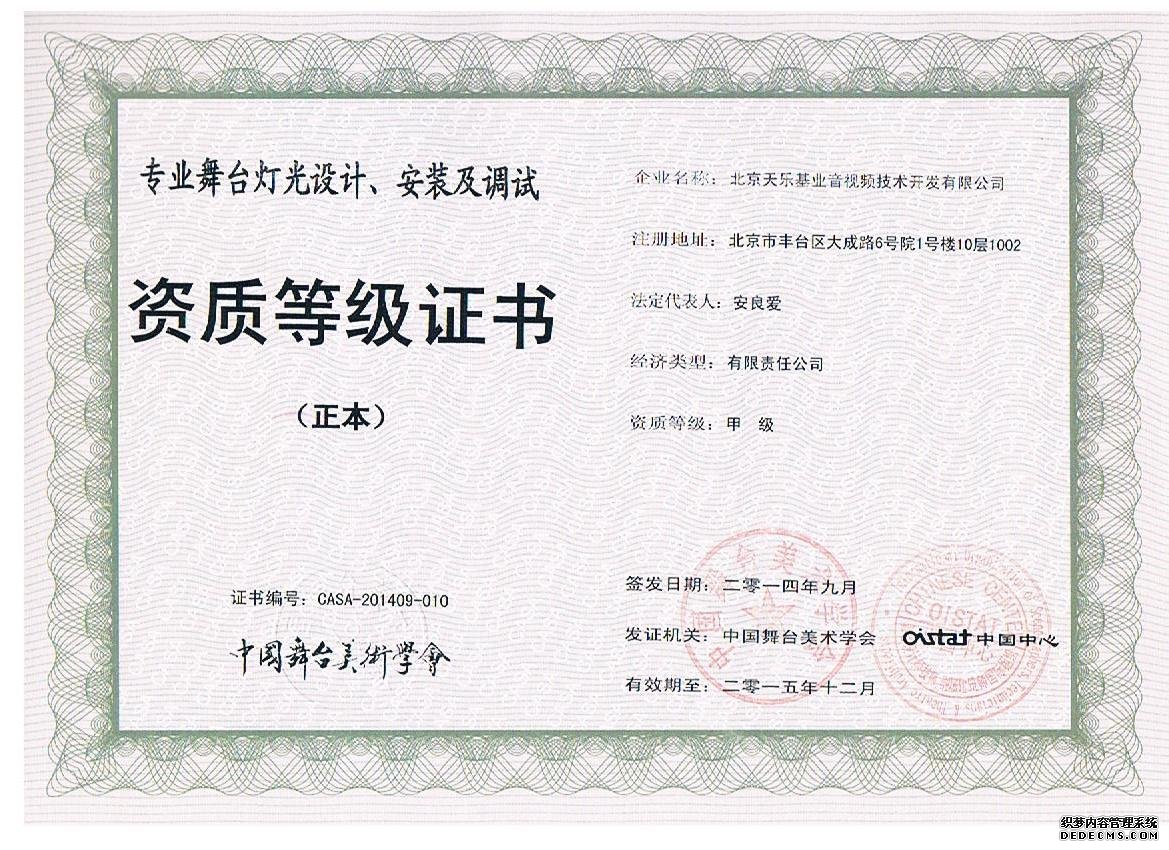 专业舞台灯光设计、安装及调试
资质等级证书
（正本）
证书编号：CASA-201409-010
中国舞台美術學會
企业名称：北京天乐基业音视频技术开发有限公司
注册地址：北京市丰台区大成路6号院1号楼10层1002
法定代表人：安良爱
经济类型：有限责任公司
资质等级：甲 级
签发日期：二零一四年九月
发证机关：中国舞台美术学会 oistat 中国中心
有效期至：二零一五年十二月
织梦内容管理系统
DEDECMS.COM